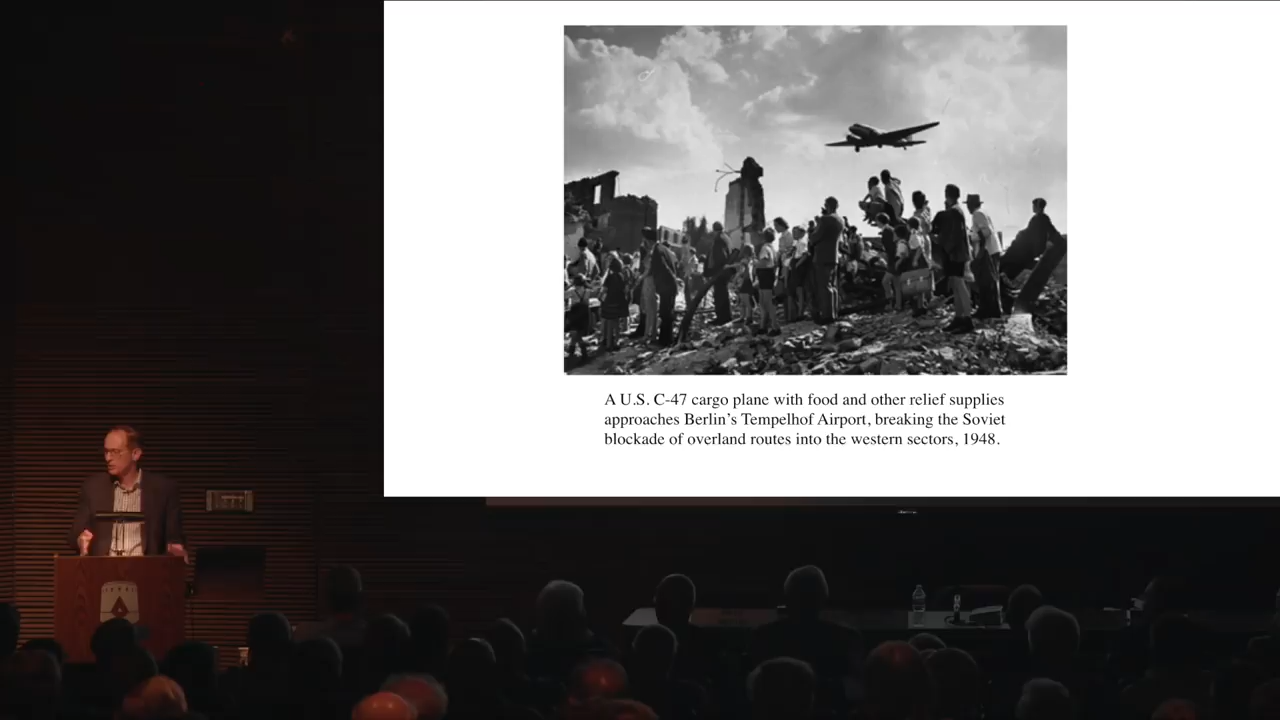 A U.S. C-47 cargo plane with food and other relief supplies
approaches Berlin's Tempelhof Airport, breaking the Soviet
blockade of overland routes into the western sectors, 1948.